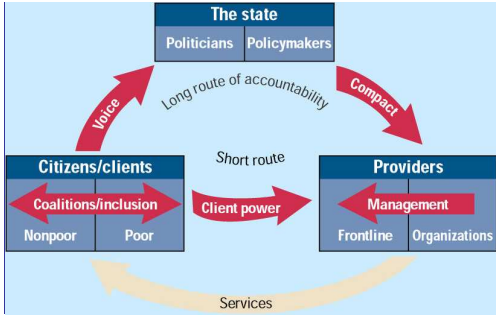 The state
Politicians Policymakers
Long route of accountability
Voice
Compact
Short route
Citizens/clients
Coalitions/inclusion
Nonpoor Poor
Client power
Providers
Management
Frontline Organizations
Services